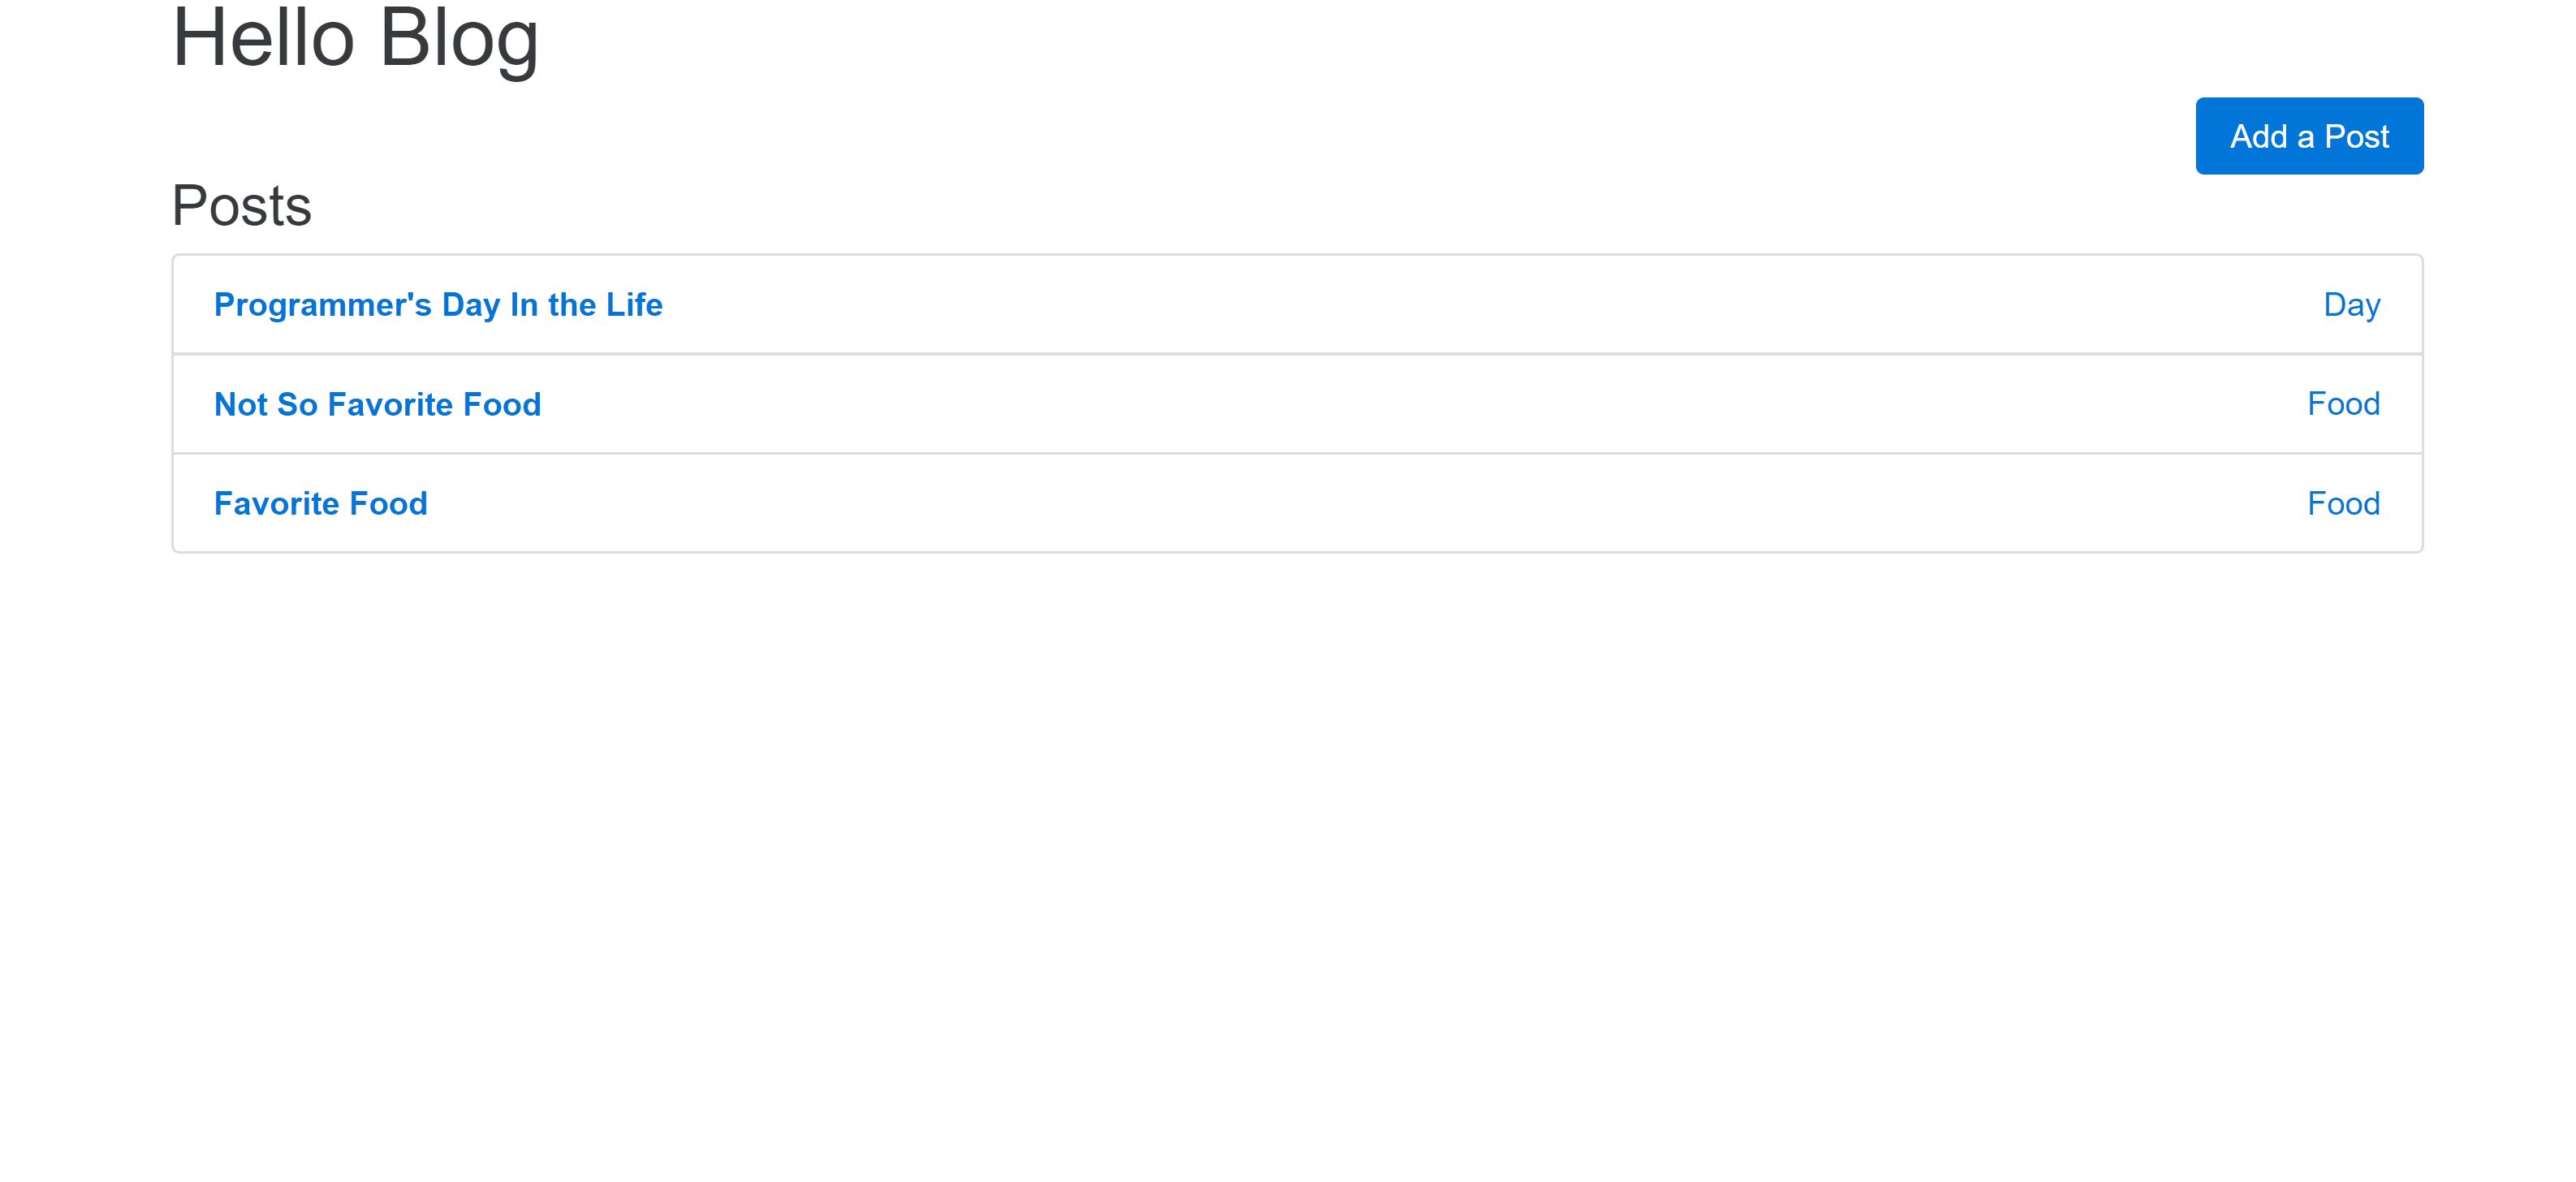 Hello Blog
Add a Post
Posts
Programmer's Day In the Life Day
Not So Favorite Food Food
Favorite Food Food